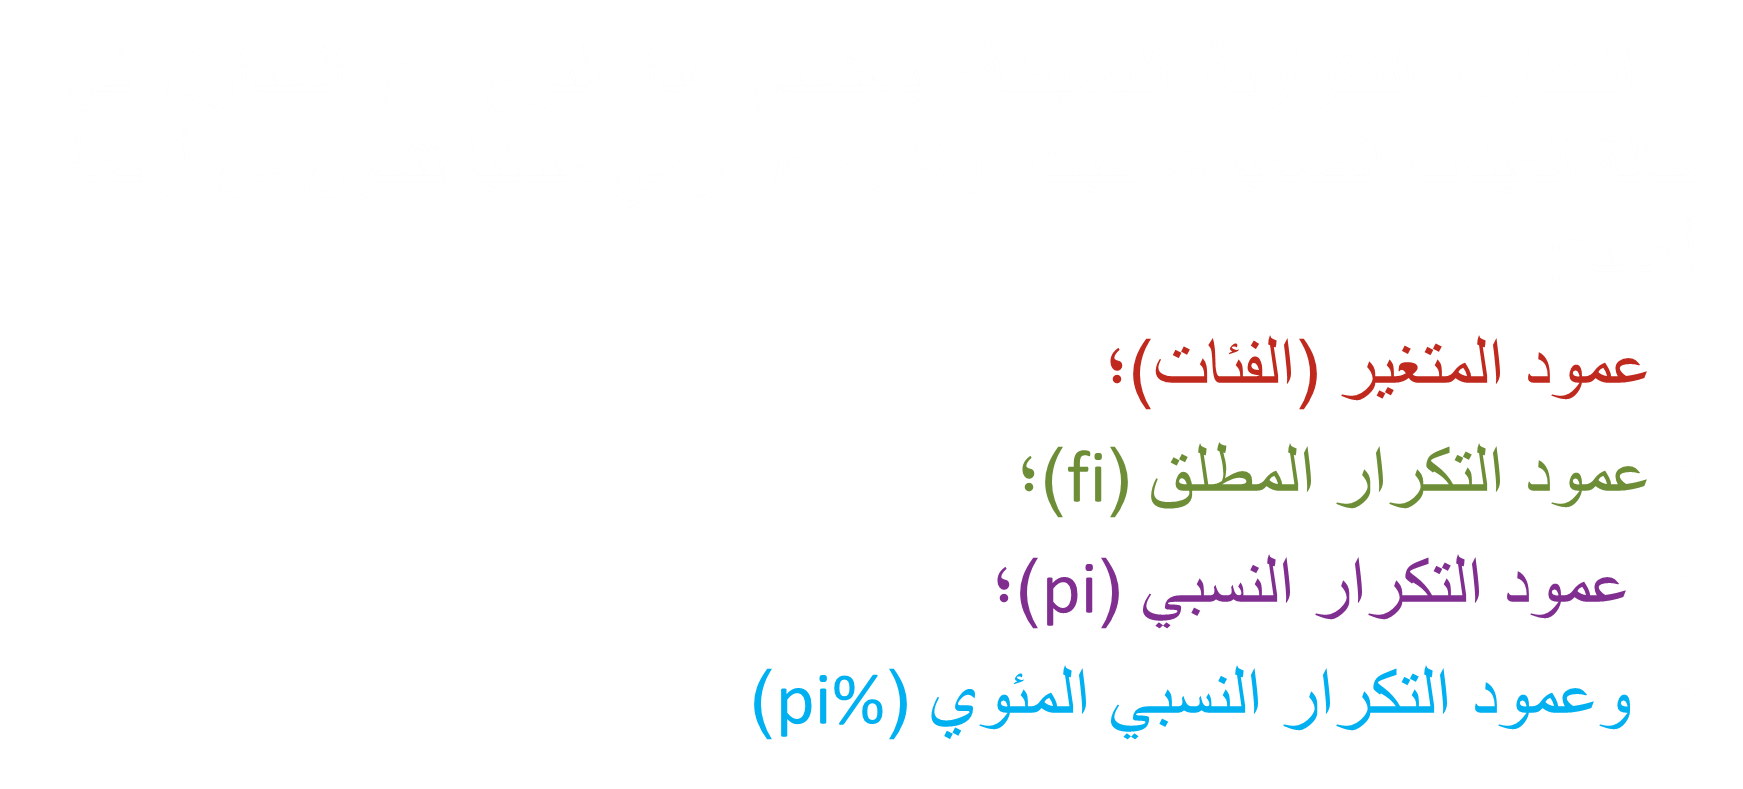 عمود المتغير (الفئات)؛
عمود التكرار المطلق (fi)؛
عمود التكرار النسبي (pi)؛
وعمود التكرار النسبي المئوي (pi%)